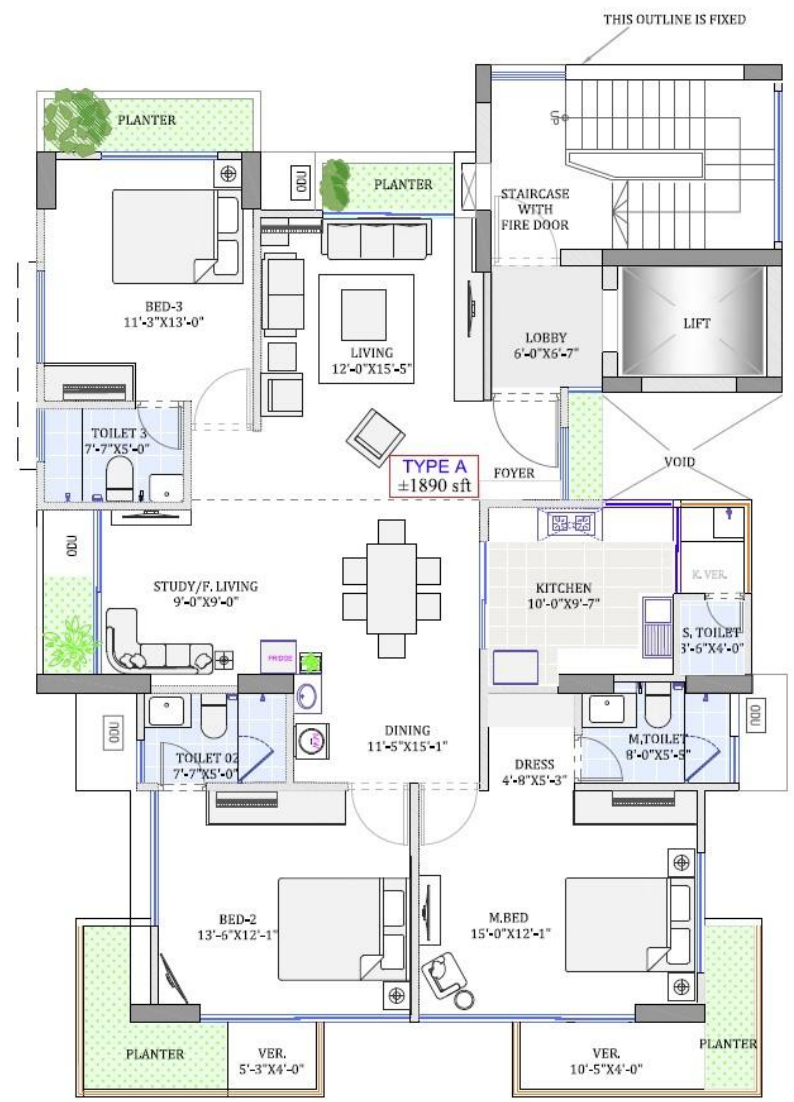 THIS OUTLINE IS FIXED
PLANTER
UP
ODU
PLANTER
STAIRCASE
WITH
FIRE DOOR
BED-3
11'-3"X13'-0"
LIVING
12'-0"X15'-5"
LOBBY
6'-0"X6'-7"
LIFT
TOILET 3
7'-7"X5'-0"
TYPE A
±1890 sft
FOYER
VOID
ODU
STUDY/F. LIVING
9'-0"X9'-0"
KITCHEN
10'-0"X9'-7"
K. VER.
S, TOILET
3'-6"X4'-0"
FRIDGE
ODU
TOILET 02
7'-7"X5'-0"
DINING
11'-5"X15'-1"
DRESS
4'-8"X5'-3"
M,TOILET
8'-0"X5'-5"
ODU
BED-2
13'-6"X12'-1"
M.BED
15'-0"X12'-1"
PLANTER
VER.
5'-3"X4'-0"
VER.
10'-5"X4'-0"
PLANTER